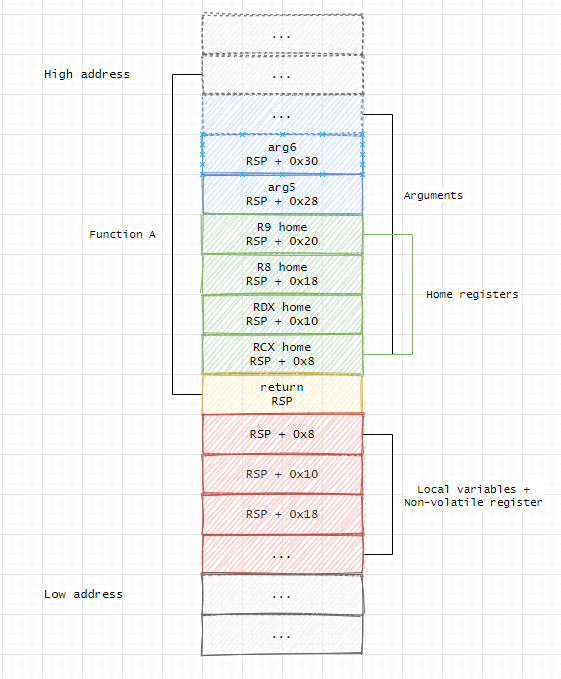 ...
High address
...
...
arg6
RSP + 0x30
arg5
RSP + 0x28
Arguments
Function A
R9 home
RSP + 0x20
R8 home
RSP + 0x18
Home registers
RDX home
RSP + 0x10
RCX home
RSP + 0x8
return
RSP
RSP + 0x8
RSP + 0x10
Local variables +
Non-volatile register
RSP + 0x18
...
Low address
...
...